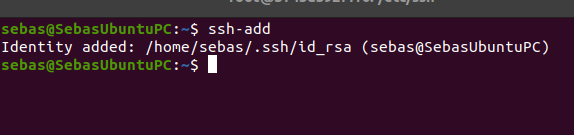 sebas@SebasUbuntuPC:~$ ssh-add
Identity added: /home/sebas/.ssh/id_rsa (sebas@SebasUbuntuPC)
sebas@SebasUbuntuPC:~$